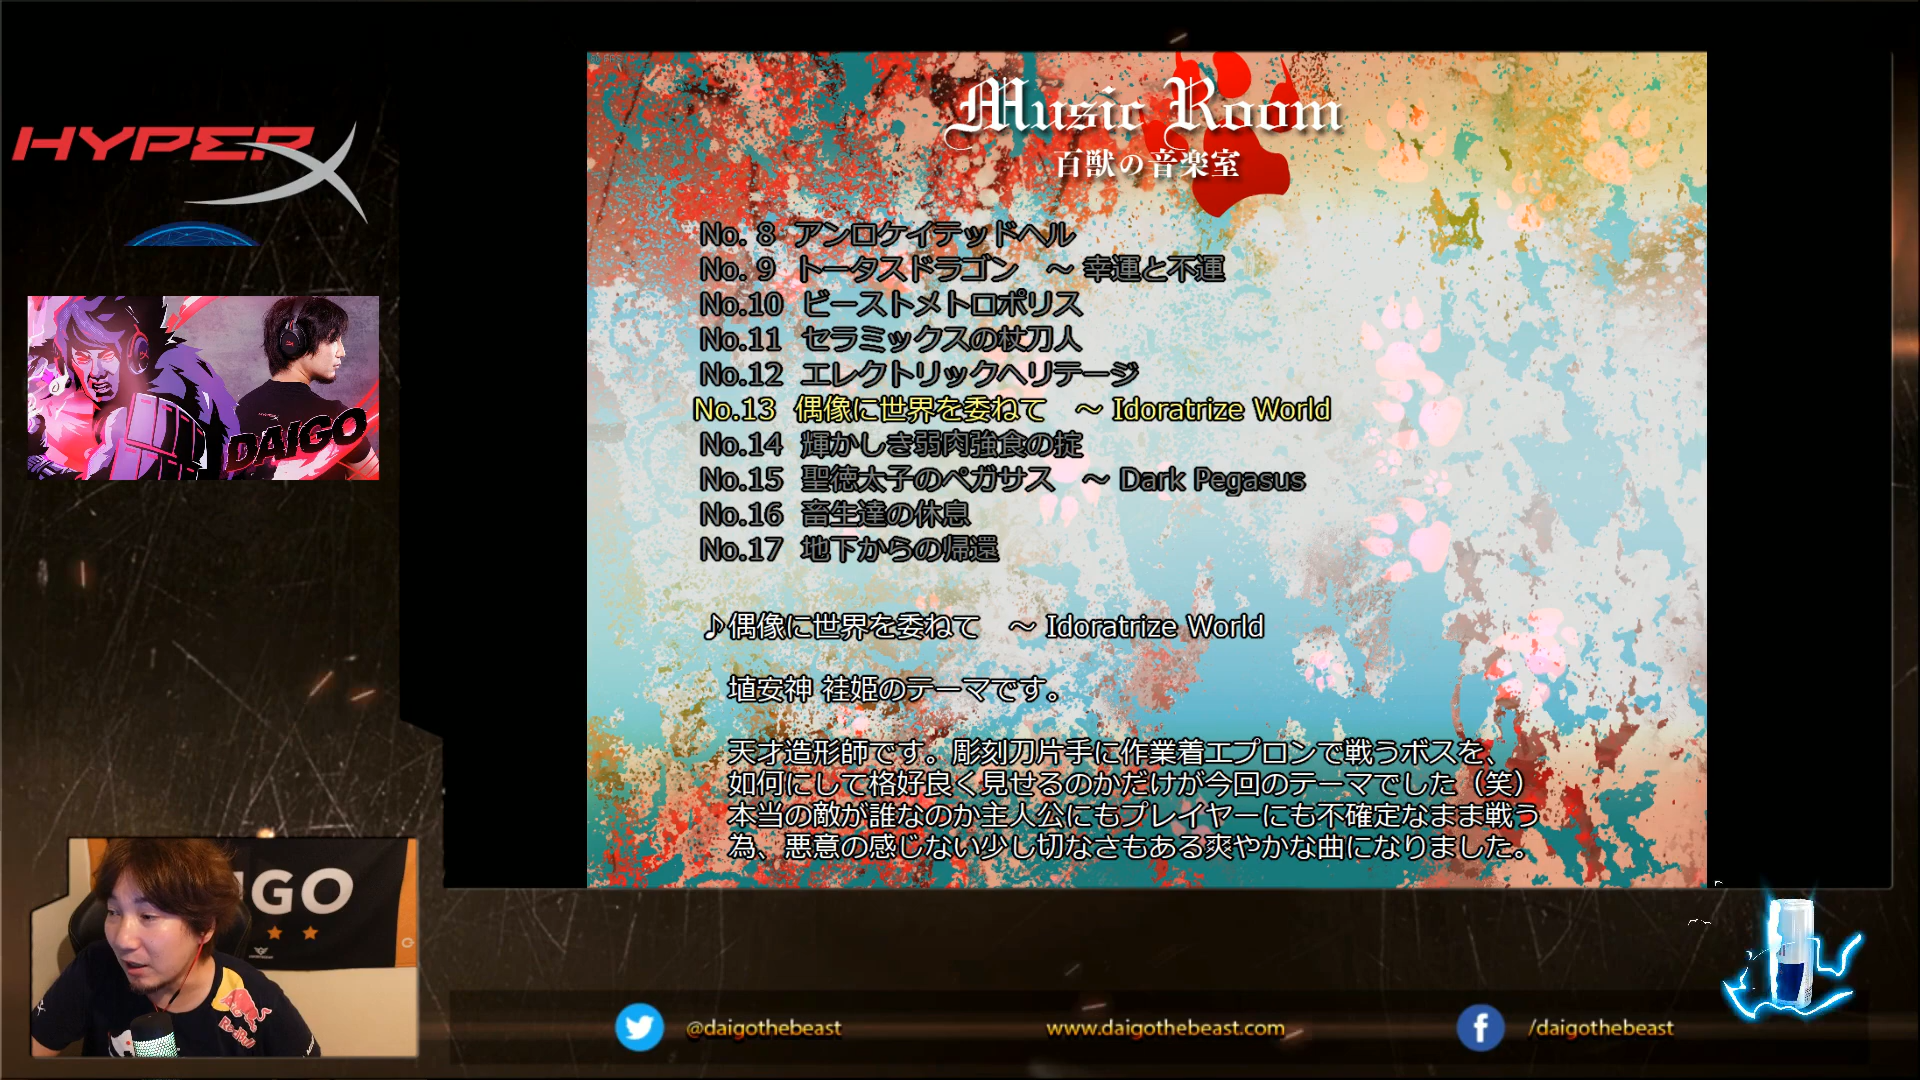 HYPERX
DAIGO
Music Room
百獣の音楽室
No. 8 アンロケイテッドヘル
No. 9 トータスドラゴン ～ 幸運と不運
No.10 ビーストメトロポリス
No.11 セラミックスの杖刀人
No.12 エレクトリックヘリテージ
No.13 偶像に世界を委ねて ～ Idoratrize World
No.14 輝かしき弱肉強食の掟
No.15 聖徳太子のペガサス ～ Dark Pegasus
No.16 畜生達の休息
No.17 地下からの帰還
♪偶像に世界を委ねて ～ Idoratrize World
埴安神 袿姫のテーマです。
天才造形師です。彫刻刀片手に作業着エプロンで戦うボスを、
如何にして格好良く見せるのかだけが今回のテーマでした（笑）
本当の敵が誰なのか主人公にもプレイヤーにも不確定なまま戦う
為、悪意の感じない少し切なさもある爽やかな曲になりました。
IGO
RedBull
@daigothebeast
www.daigothebeast.com
/daigothebeast